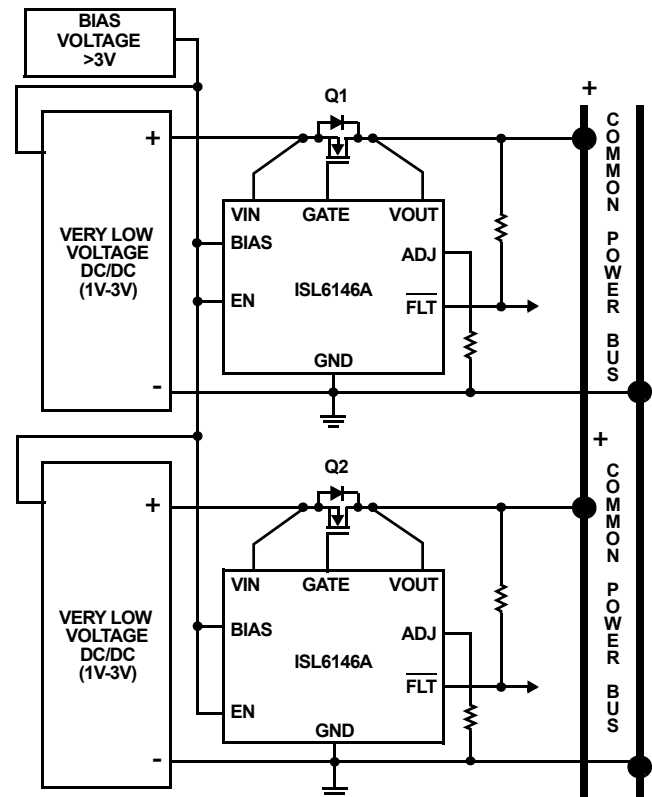 BIAS
VOLTAGE
>3V
Q1
+
+
VERY LOW
VOLTAGE
DC/DC
(1V-3V)
-
VIN GATE VOUT
BIAS
ADJ
EN
ISL6146A
FLT
GND
COMMON POWER BUS
Q2
+
+
VERY LOW
VOLTAGE
DC/DC
(1V-3V)
-
VIN GATE VOUT
BIAS
ADJ
ISL6146A
FLT
EN
GND
COMMON POWER BUS